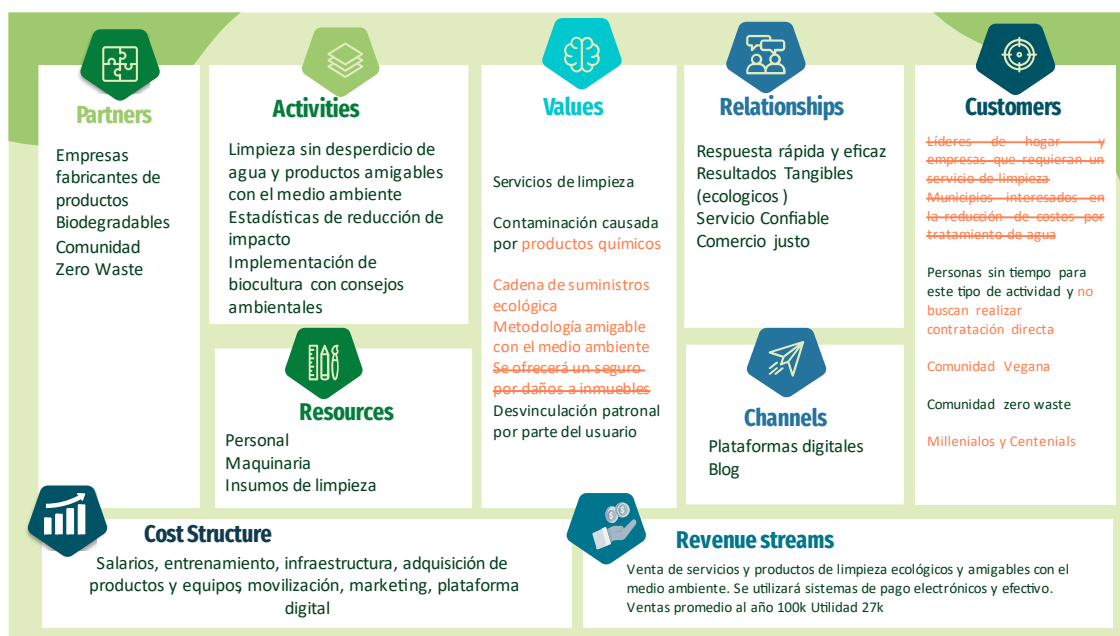 Partners
Empresas
fabricantes de
productos
Biodegradables
Comunidad
Zero Waste
Activities
Limpieza sin desperdicio de
agua y productos amigables
con el medio ambiente
Estadísticas de reducción de
impacto
Implementación de
biocultura con consejos
ambientales
Resources
Personal
Maquinaria
Insumos de limpieza
Values
Servicios de limpieza
Contaminación causada
por productos químicos
Cadena de suministros
ecológica
Metodología amigable
con el medio ambiente
Se ofrecerá un seguro
por daños a inmuebles
Desvinculación patronal
por parte del usuario
Relationships
Respuesta rápida y eficaz
Resultados Tangibles
(ecologicos )
Servicio Confiable
Comercio justo
Channels
Plataformas digitales
Blog
Customers
Líderes de hogar y
empresas que requieran un
servicio de limpieza
Municipios interesados en
la reducción de costos por
tratamiento de agua
Personas sin tiempo para
este tipo de actividad y no
buscan realizar
contratación directa
Comunidad Vegana
Comunidad zero waste
Millenialos y Centenials
Cost Structure
Salarios, entrenamiento, infraestructura, adquisición de
productos y equipos, movilización, marketing, plataforma
digital
Revenue streams
Venta de servicios y productos de limpieza ecológicos y amigables con el
medio ambiente. Se utilizará sistemas de pago electrónicos y efectivo.
Ventas promedio al año 100k Utilidad 27k